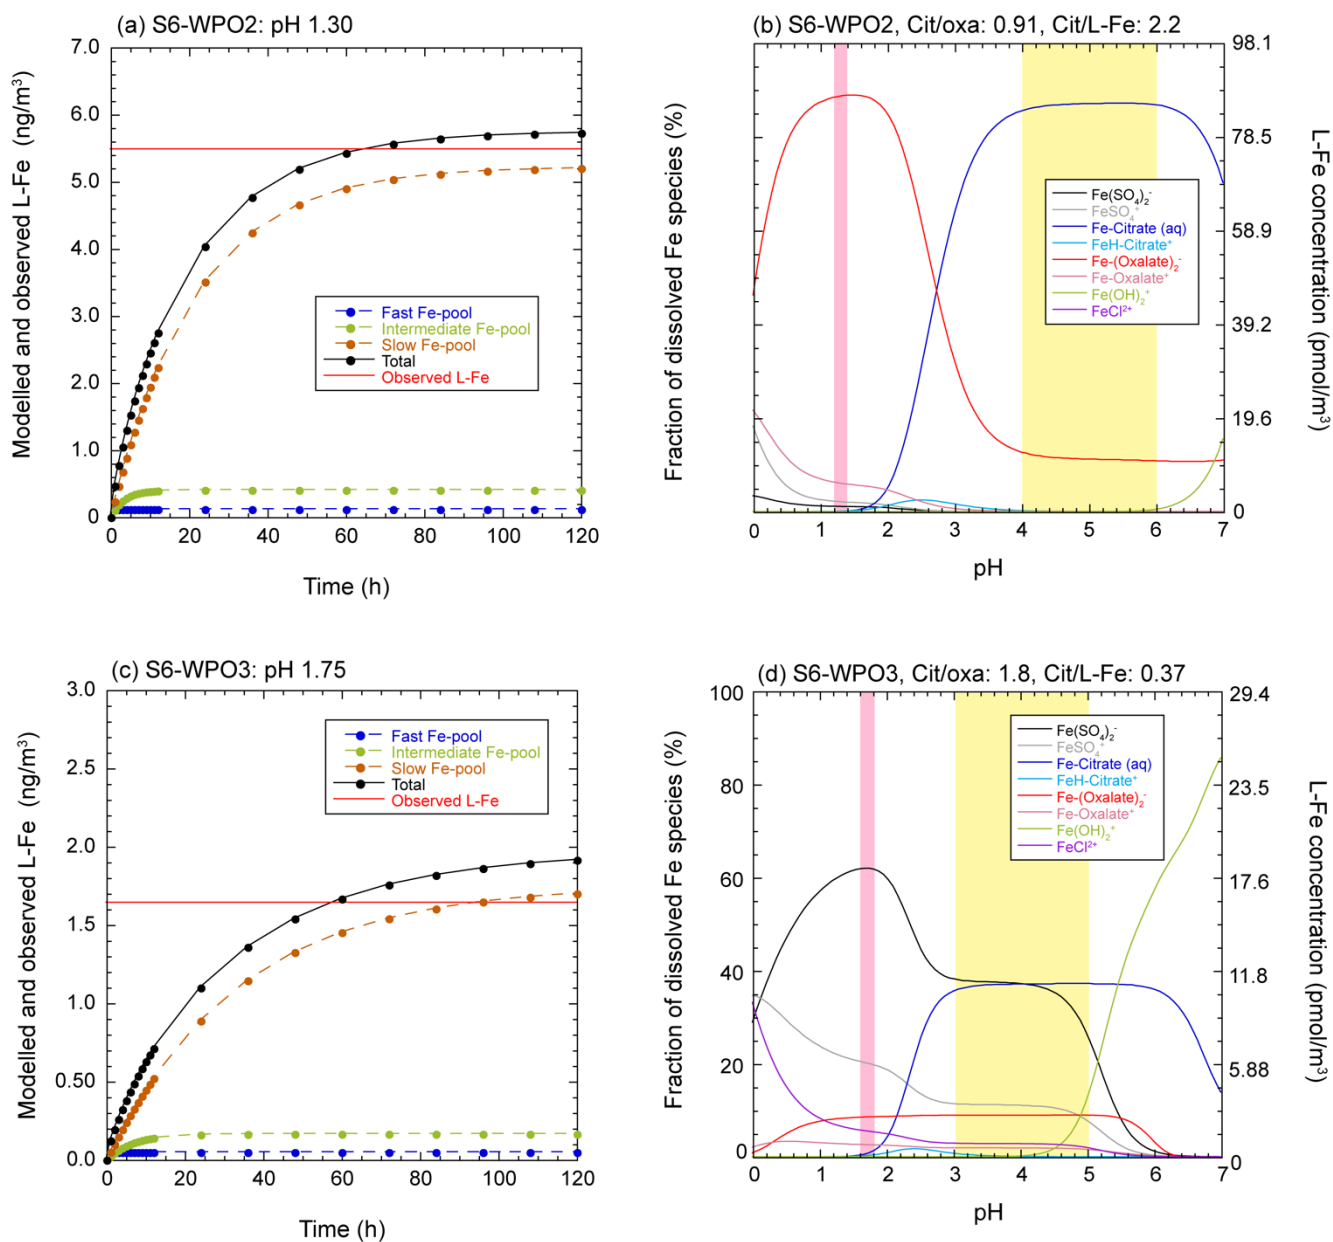 (a) S6-WPO2: pH 1.30
Modelled and observed L-Fe (ng/m³)
7.0
6.0
5.0
4.0
3.0
2.0
1.0
0
0 20 40 60 80 100 120
Time (h)
Fast Fe-pool
Intermediate Fe-pool
Slow Fe-pool
Total
Observed L-Fe
(b) S6-WPO2, Cit/oxa: 0.91, Cit/L-Fe: 2.2
Fraction of dissolved Fe species (%)
98.1
78.5
58.9
39.2
19.6
0
L-Fe concentration (pmol/m³)
0 1 2 3 4 5 6 7
pH
Fe(SO₄)₂⁻
FeSO₄⁺
Fe-Citrate (aq)
FeH-Citrate⁺
Fe-(Oxalate)₂⁻
Fe-Oxalate⁺
Fe(OH)₂⁺
FeCl²⁺
(c) S6-WPO3: pH 1.75
Modelled and observed L-Fe (ng/m³)
3.0
2.5
2.0
1.5
1.0
0.50
0.0
0 20 40 60 80 100 120
Time (h)
Fast Fe-pool
Intermediate Fe-pool
Slow Fe-pool
Total
Observed L-Fe
(d) S6-WPO3, Cit/oxa: 1.8, Cit/L-Fe: 0.37
Fraction of dissolved Fe species (%)
100
80
60
40
20
0
29.4
23.5
17.6
11.8
5.88
0
L-Fe concentration (pmol/m³)
0 1 2 3 4 5 6 7
pH
Fe(SO₄)₂⁻
FeSO₄⁺
Fe-Citrate (aq)
FeH-Citrate⁺
Fe-(Oxalate)₂⁻
Fe-Oxalate⁺
Fe(OH)₂⁺
FeCl²⁺